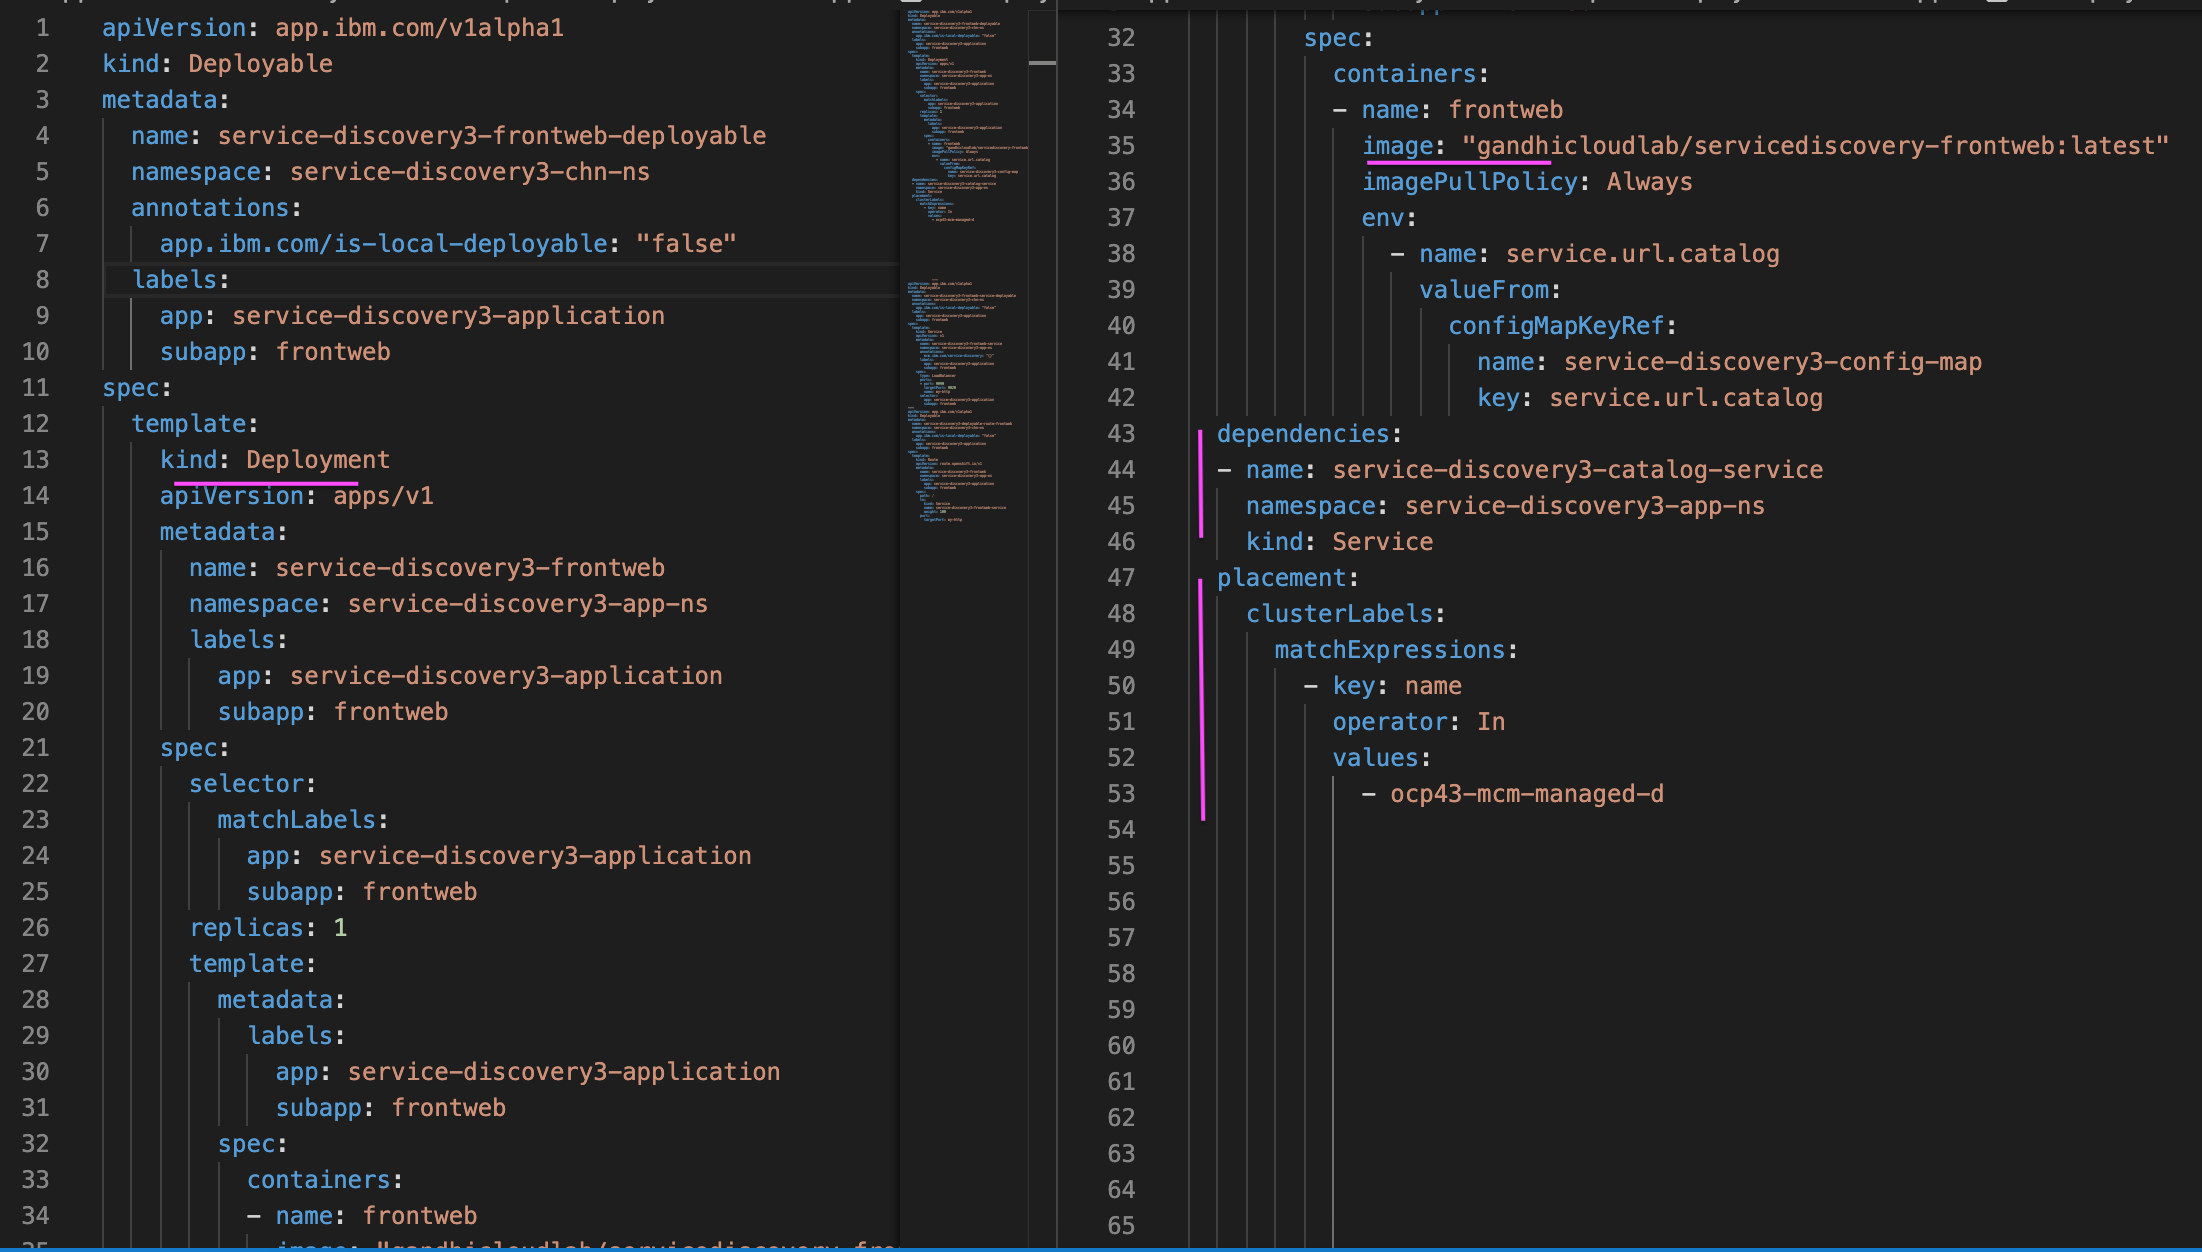 1 apiVersion: app.ibm.com/v1alpha1
2 kind: Deployable
3 metadata:
4 name: service-discovery3-frontweb-deployable
5 namespace: service-discovery3-chn-ns
6 annotations:
7 app.ibm.com/is-local-deployable: "false"
8 labels:
9 app: service-discovery3-application
10 subapp: frontweb
11 spec:
12 template:
13 kind: Deployment
14 apiVersion: apps/v1
15 metadata:
16 name: service-discovery3-frontweb
17 namespace: service-discovery3-app-ns
18 labels:
19 app: service-discovery3-application
20 subapp: frontweb
21 spec:
22 selector:
23 matchLabels:
24 app: service-discovery3-application
25 subapp: frontweb
26 replicas: 1
27 template:
28 metadata:
29 labels:
30 app: service-discovery3-application
31 subapp: frontweb
32 spec:
33 containers:
34 - name: frontweb
32 spec:
33 containers:
34 - name: frontweb
35 image: "gandhicloudlab/servicediscovery-frontweb:latest"
36 imagePullPolicy: Always
37 env:
38 - name: service.url.catalog
39 valueFrom:
40 configMapKeyRef:
41 name: service-discovery3-config-map
42 key: service.url.catalog
43 dependencies:
44 - name: service-discovery3-catalog-service
45 namespace: service-discovery3-app-ns
46 kind: Service
47 placement:
48 clusterLabels:
49 matchExpressions:
50 - key: name
51 operator: In
52 values:
53 - ocp43-mcm-managed-d
54
55
56
57
58
59
60
61
62
63
64
65